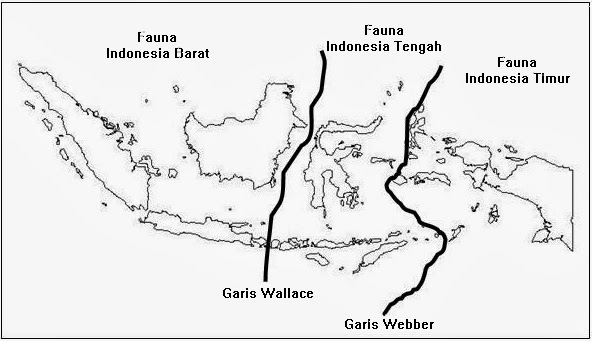 Fauna
Indonesia Barat
Fauna
Indonesia Tengah
Fauna
Indonesia Timur
Garis Wallace
Garis Webber